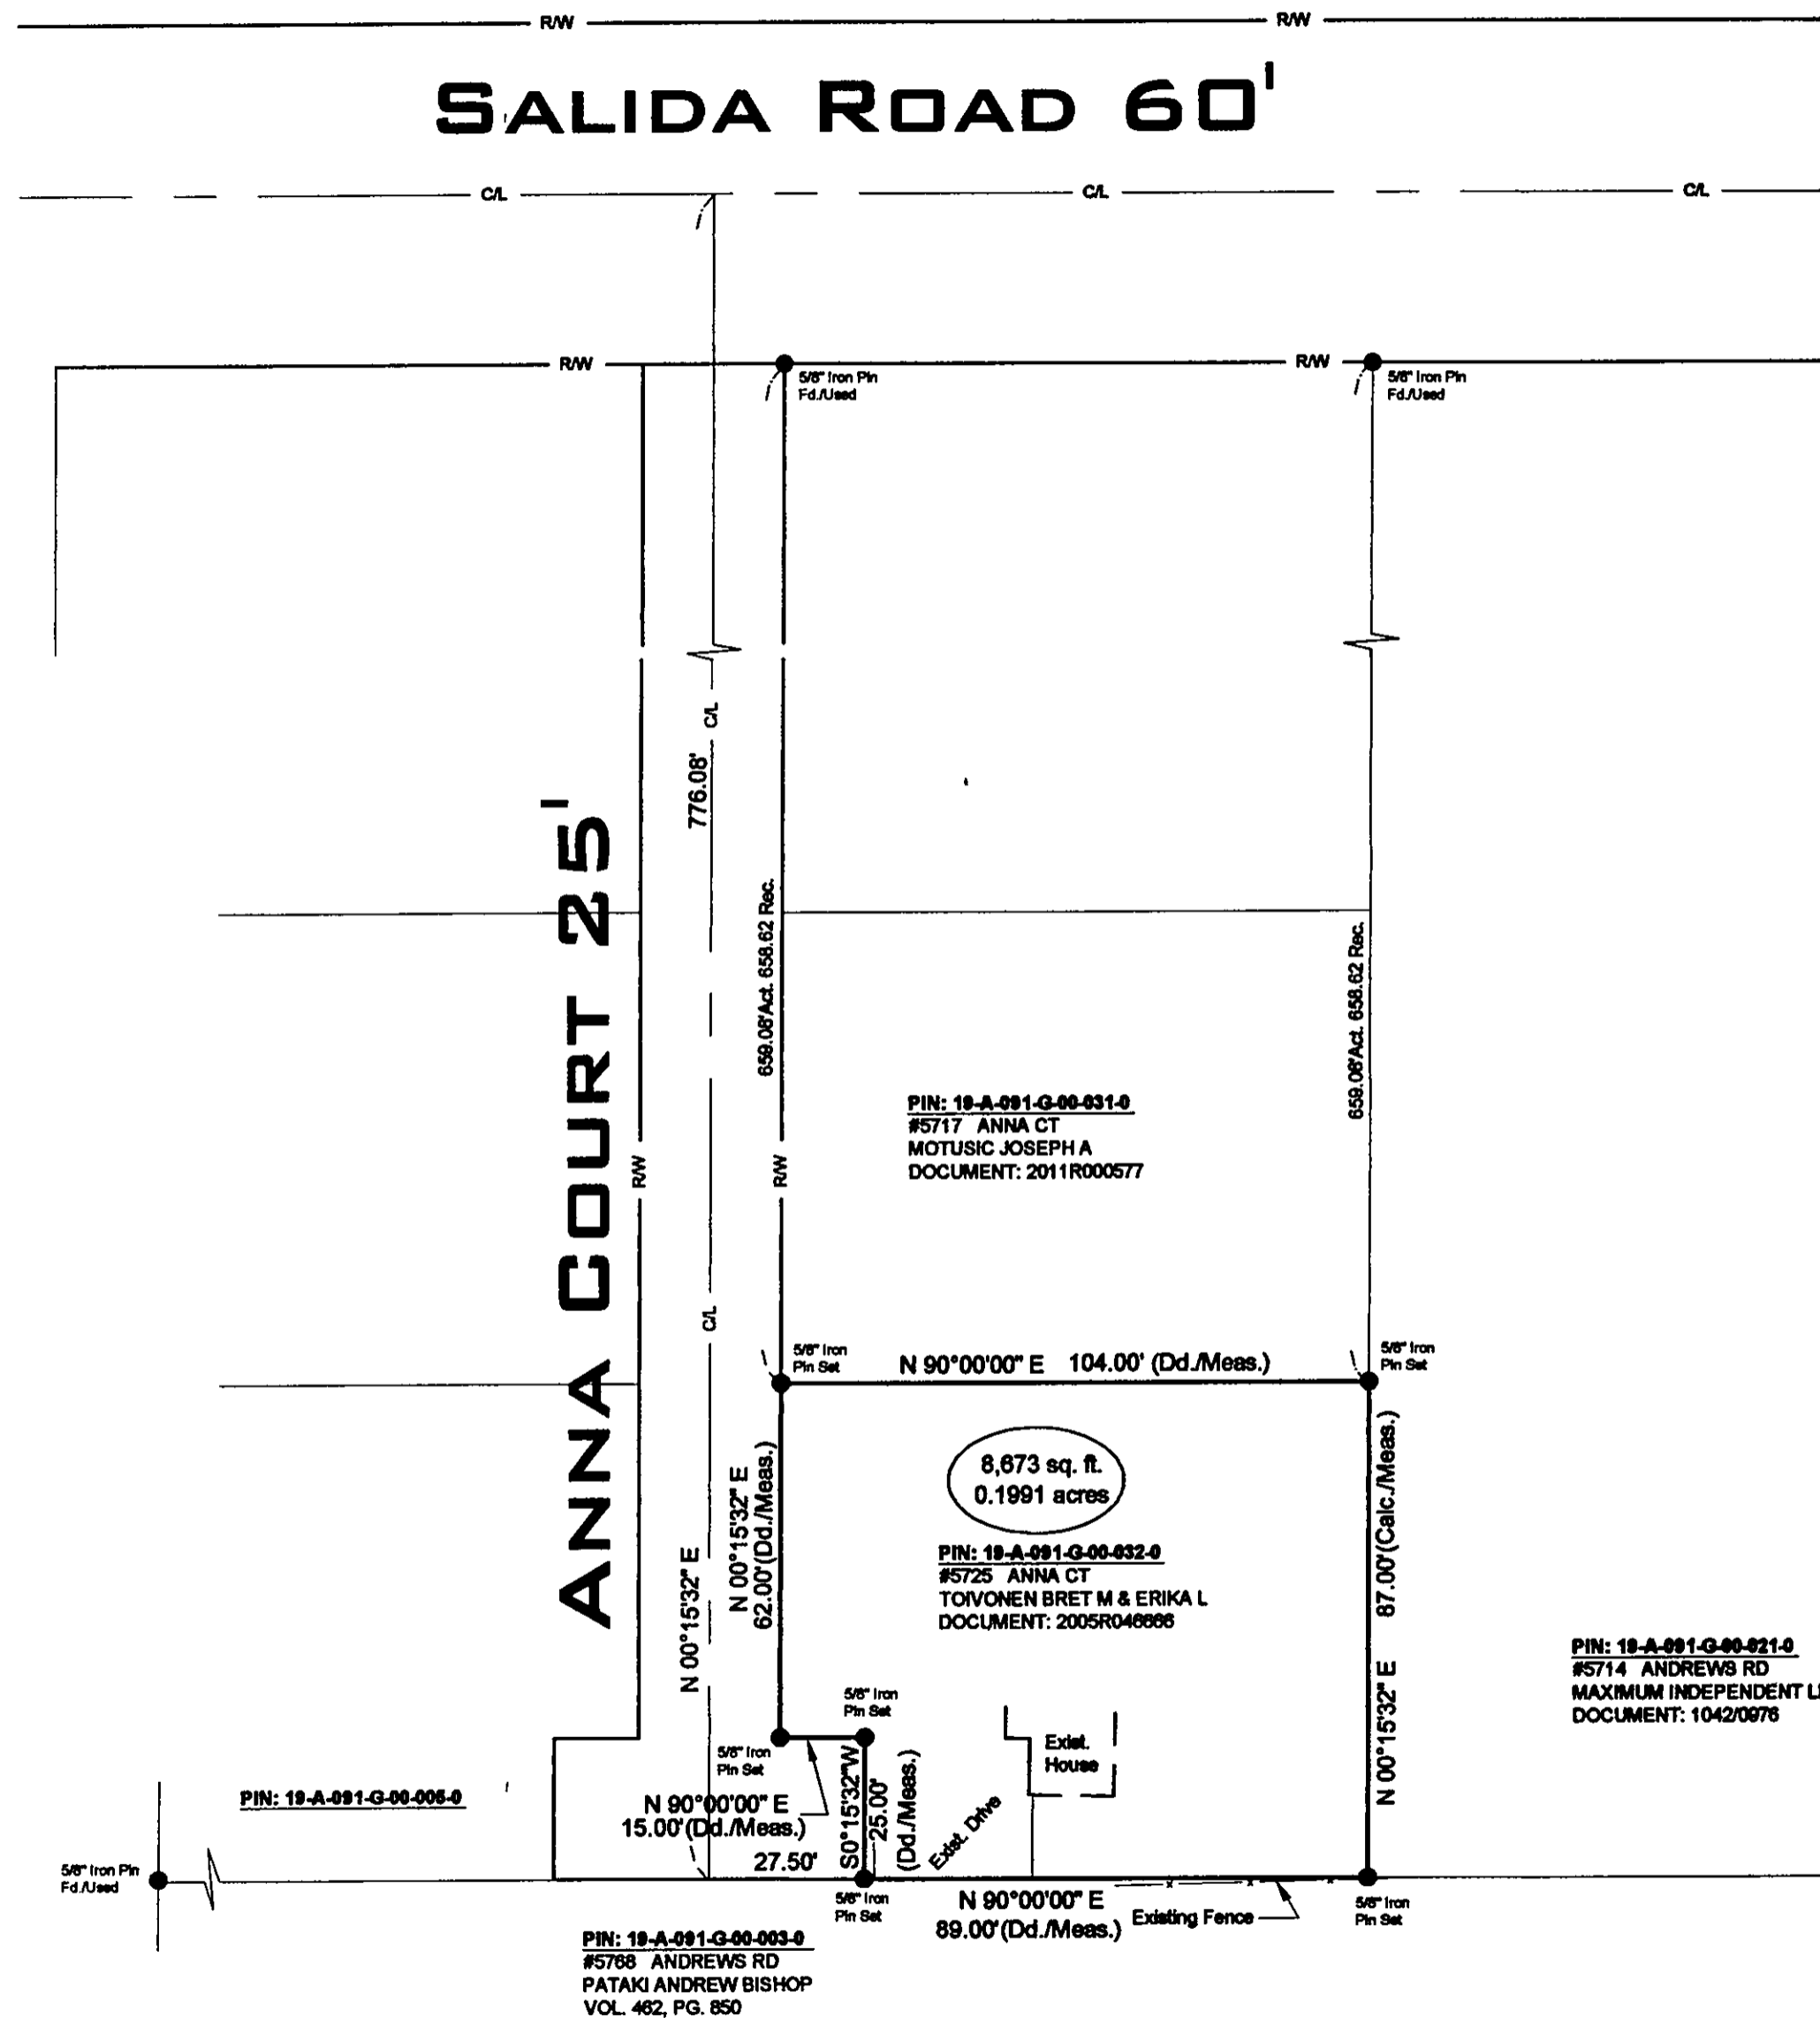 R/W R/W
SALIDA ROAD 60'
C/L C/L C/L
R/W R/W
5/8" Iron Pin
Fd./Used
5/8" Iron Pin
Fd./Used
C/L
776.08'
ANNA COURT 25'
659.08'Act. 658.62 Rec.
659.08'Act. 658.62 Rec.
R/W
R/W
PIN: 19-A-091-G-00-031-0
#5717 ANNA CT
MOTUSIC JOSEPH A
DOCUMENT: 2011R000577
C/L
5/8" Iron
Pin Set
N 90°00'00" E 104.00' (Dd./Meas.)
5/8" Iron
Pin Set
8,673 sq. ft.
0.1991 acres
N 00°15'32" E
62.00'(Dd./Meas.)
N 00°15'32" E
PIN: 19-A-091-G-00-032-0
#5725 ANNA CT
TOIVONEN BRET M & ERIKA L
DOCUMENT:
N 00°15'32" E 87.00'(Calc./Meas.)
PIN: 19-A-091-G-00-021-0
#5714 ANDREWS RD
MAXIMUM INDEPENDENT
DOCUMENT: 1042/0976
5/8" Iron
Pin Set
5/8" Iron
Pin Set
Exist.
House
PIN: 19-A-091-G-00-005-0
N 90°00'00" E
15.00'(Dd./Meas.)
S0°15'32"W
25.00'
(Dd./Meas.)
Exist. Drive
27.50'
5/8" Iron Pin
Fd./Used
5/8" Iron
Pin Set
N 90°00'00" E
89.00'(Dd./Meas.)
Existing Fence
5/8" Iron
Pin Set
PIN: 19-A-091-G-00-003-0
#5768 ANDREWS RD
PATAKI ANDREW BISHOP
VOL. 462, PG. 850